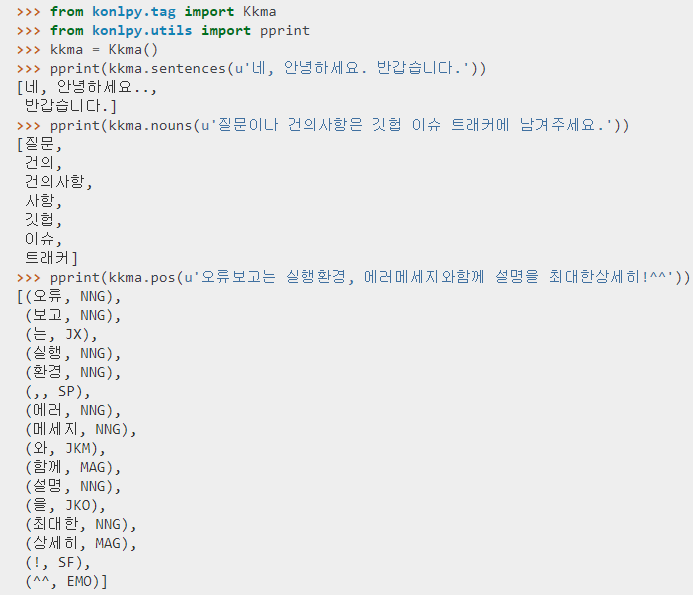 >>> from konlpy.tag import Kkma
>>> from konlpy.utils import pprint
>>> kkma = Kkma()
>>> pprint(kkma.sentences(u'네, 안녕하세요. 반갑습니다.'))
[네, 안녕하세요..,
 반갑습니다.]
>>> pprint(kkma.nouns(u'질문이나 건의사항은 깃헙 이슈 트래커에 남겨주세요.'))
[질문,
 건의,
 건의사항,
 사항,
 깃헙,
 이슈,
 트래커]
>>> pprint(kkma.pos(u'오류보고는 실행환경, 에러메세지와함께 설명을 최대한상세히!^^'))
[(오류, NNG),
 (보고, NNG),
 (는, JX),
 (실행, NNG),
 (환경, NNG),
 (,, SP),
 (에러, NNG),
 (메세지, NNG),
 (와, JKM),
 (함께, MAG),
 (설명, NNG),
 (을, JKO),
 (최대한, NNG),
 (상세히, MAG),
 (!, SF),
 (^^, EMO)]